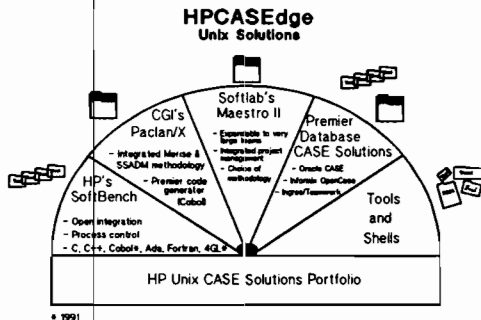 HPCASEdge
Unix Solutions
HP's
SoftBench
- Open integration
- Process control
- C, C++, Cobol*, Ada, Fortran, 4GL*
CGI's
Paclan/X
- Integrated Merise &
SSADM methodology
- Premier code
generator
(Cobol)
Softlab's
Maestro II
- Expandable to very
large teams
- Integrated project
management
- Choice of
methodology
Premier
Database
CASE Solutions
- Oracle CASE
- Informix OpenCase
- Ingres/Teamwork
Tools
and
Shells
HP Unix CASE Solutions Portfolio
* 1991